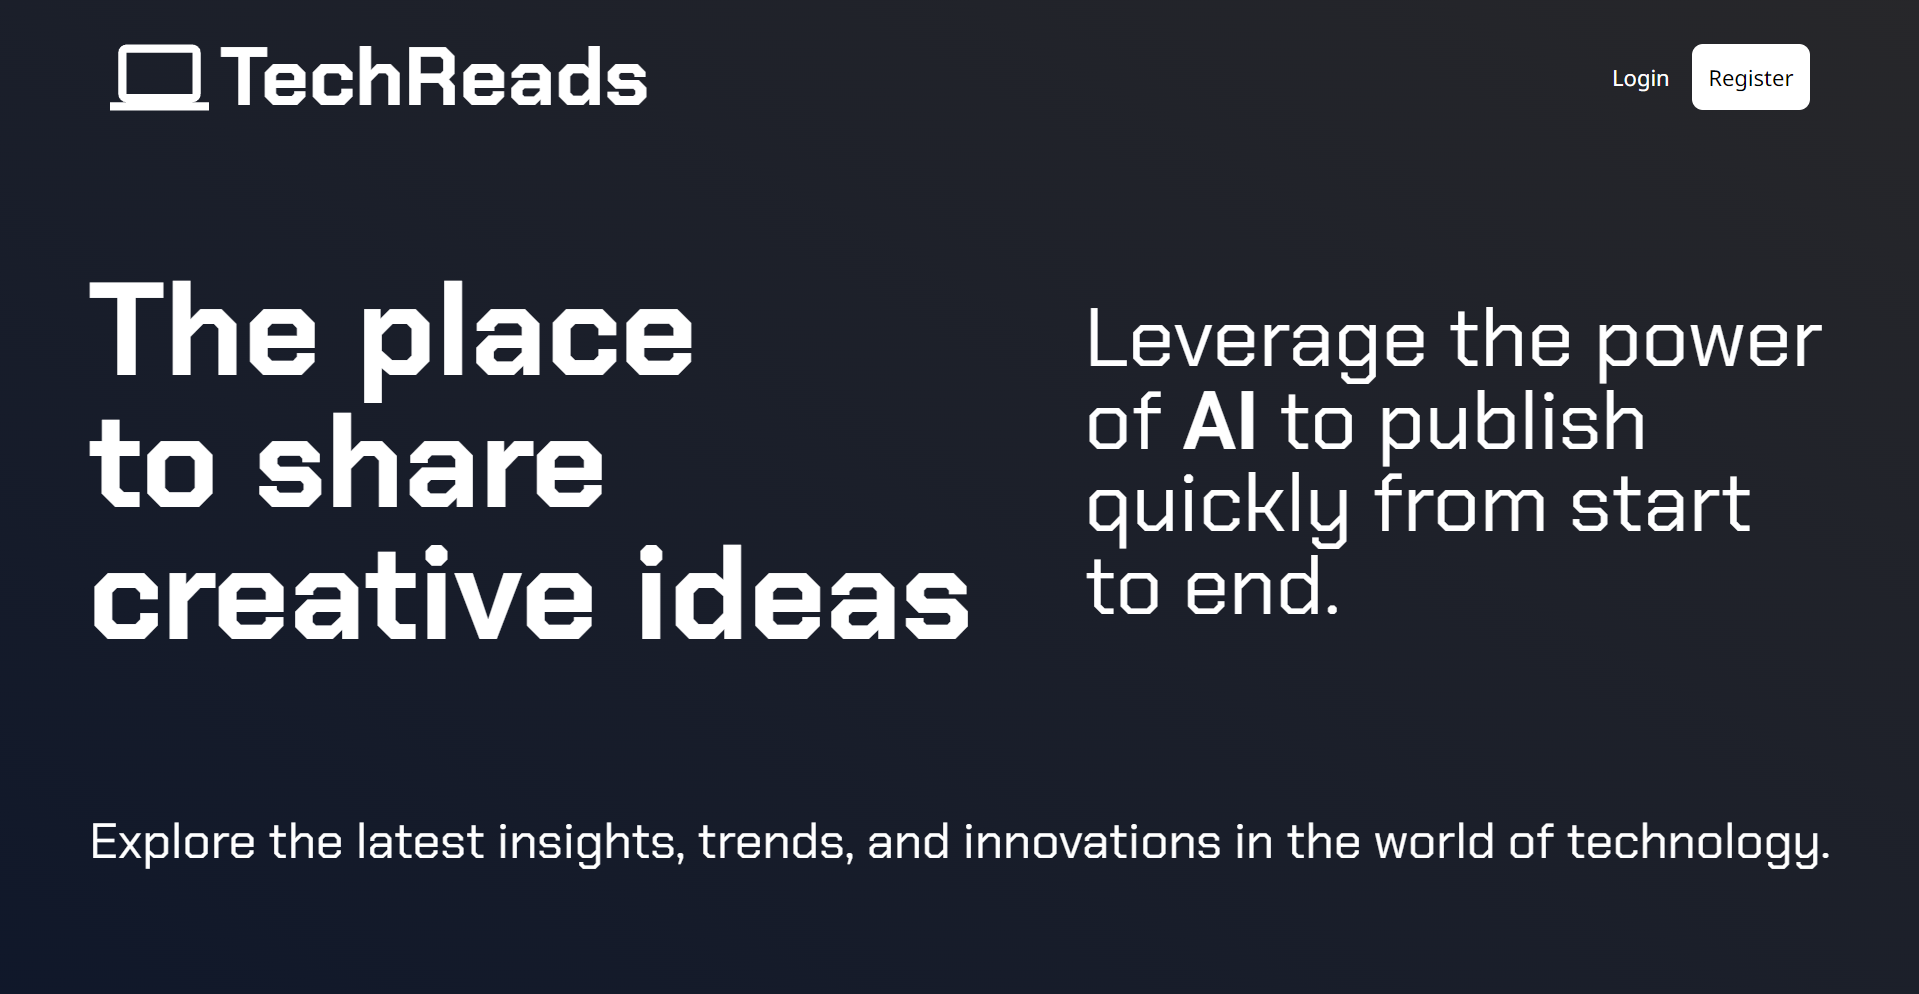 TechReads
Login
Register
The place
to share
creative ideas
Leverage the power
of AI to publish
quickly from start
to end.
Explore the latest insights, trends, and innovations in the world of technology.